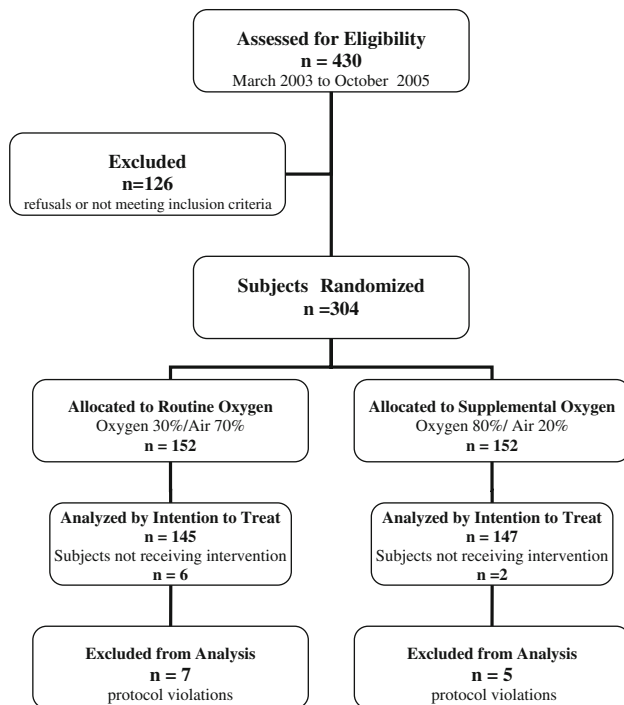 Assessed for Eligibility
n = 430
March 2003 to October 2005
Excluded
n=126
refusals or not meeting inclusion criteria
Subjects Randomized
n =304
Allocated to Routine Oxygen
Oxygen 30%/Air 70%
n = 152
Allocated to Supplemental Oxygen
Oxygen 80%/ Air 20%
n = 152
Analyzed by Intention to Treat
n = 145
Subjects not receiving intervention
n = 6
Analyzed by Intention to Treat
n = 147
Subjects not receiving intervention
n =2
Excluded from Analysis
n = 7
protocol violations
Excluded from Analysis
n = 5
protocol violations